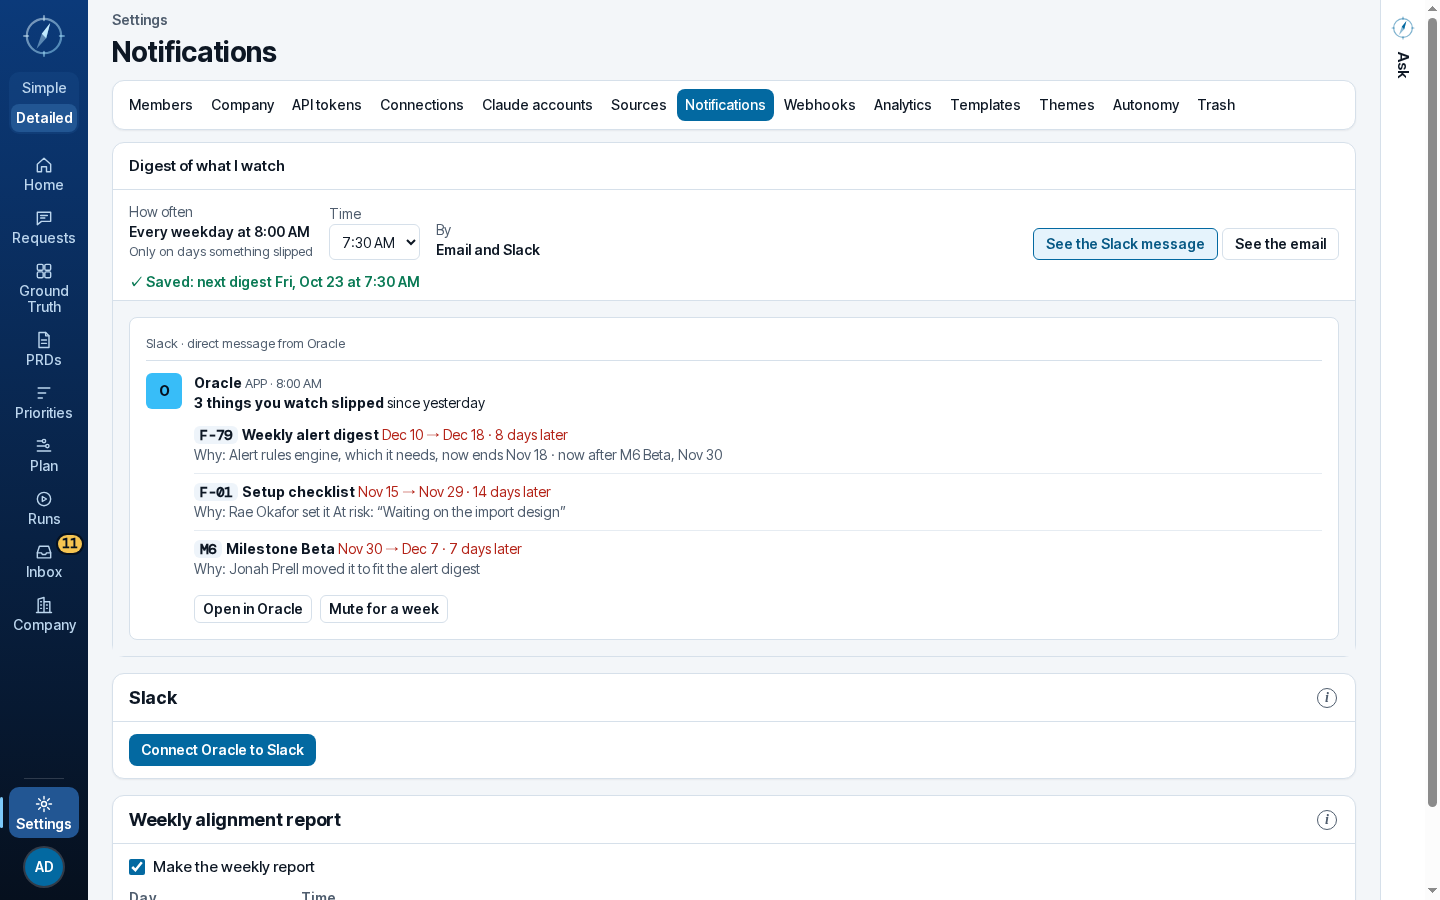 Settings
Notifications
Simple
Detailed
Home
Requests
Ground
Truth
PRDs
Priorities
Plan
Runs
11
Inbox
Company
Settings
AD
Members Company API tokens Connections Claude accounts Sources Notifications Webhooks Analytics Templates Themes Autonomy Trash
Digest of what I watch
How often
Every weekday at 8:00 AM
Only on days something slipped
Time
7:30 AM
By
Email and Slack
See the Slack message
See the email
✓ Saved: next digest Fri, Oct 23 at 7:30 AM
Slack · direct message from Oracle
O
Oracle APP · 8:00 AM
3 things you watch slipped since yesterday
F-79 Weekly alert digest Dec 10 → Dec 18 · 8 days later
Why: Alert rules engine, which it needs, now ends Nov 18 · now after M6 Beta, Nov 30
F-01 Setup checklist Nov 15 → Nov 29 · 14 days later
Why: Rae Okafor set it At risk: “Waiting on the import design”
M6 Milestone Beta Nov 30 → Dec 7 · 7 days later
Why: Jonah Prell moved it to fit the alert digest
Open in Oracle
Mute for a week
Slack
i
Connect Oracle to Slack
Weekly alignment report
i
Make the weekly report
Day
Time
Ask